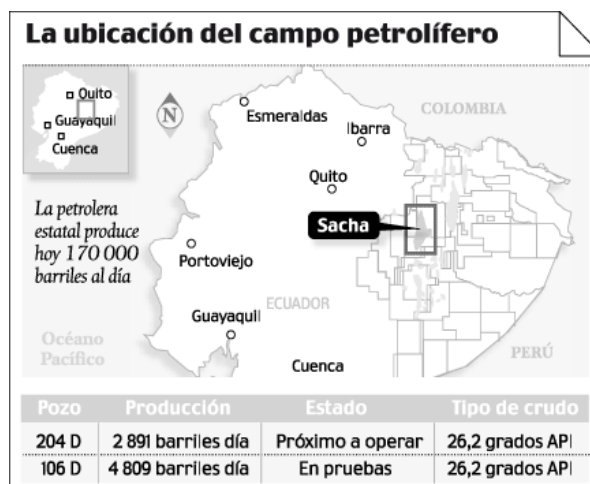 La ubicación del campo petrolífero
Quito
Guayaquil
Cuenca
N
Esmeraldas
COLOMBIA
Ibarra
Quito
La petrolera
estatal produce
hoy 170 000
barriles al día
Sacha
Portoviejo
ECUADOR
Guayaquil
Océano
Pacífico
PERÚ
Cuenca
Pozo Producción Estado Tipo de crudo
204 D 2 891 barriles día Próximo a operar 26,2 grados API
106 D 4 809 barriles día En pruebas 26,2 grados API